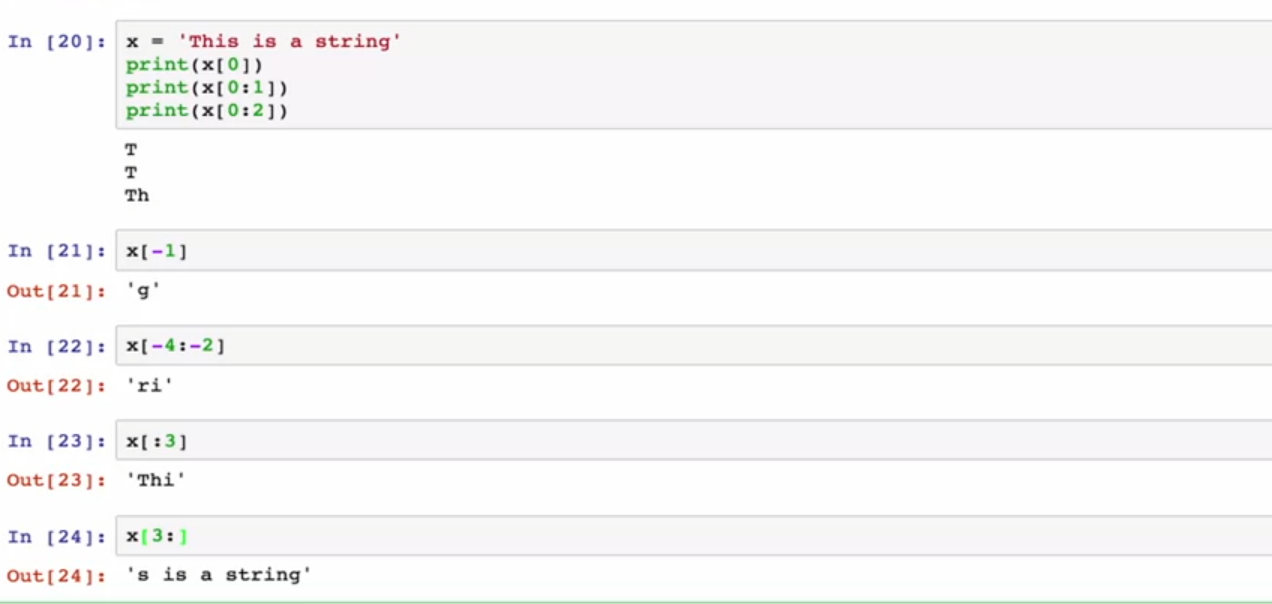 In [20]: x = 'This is a string'
print(x[0])
print(x[0:1])
print(x[0:2])
T
T
Th
In [21]: x[-1]
Out[21]: 'g'
In [22]: x[-4:-2]
Out[22]: 'ri'
In [23]: x[:3]
Out[23]: 'Thi'
In [24]: x[3:]
Out[24]: 's is a string'